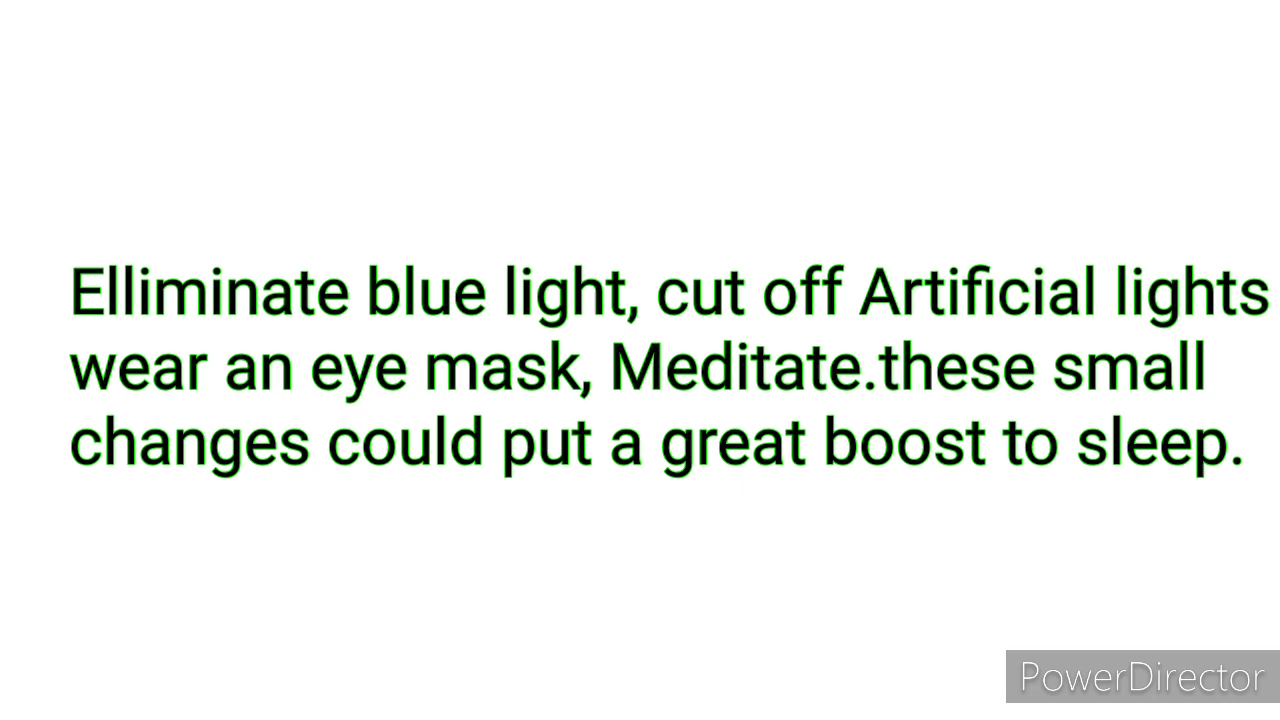 Elliminate blue light, cut off Artificial lights
wear an eye mask, Meditate.these small
changes could put a great boost to sleep.
PowerDirector